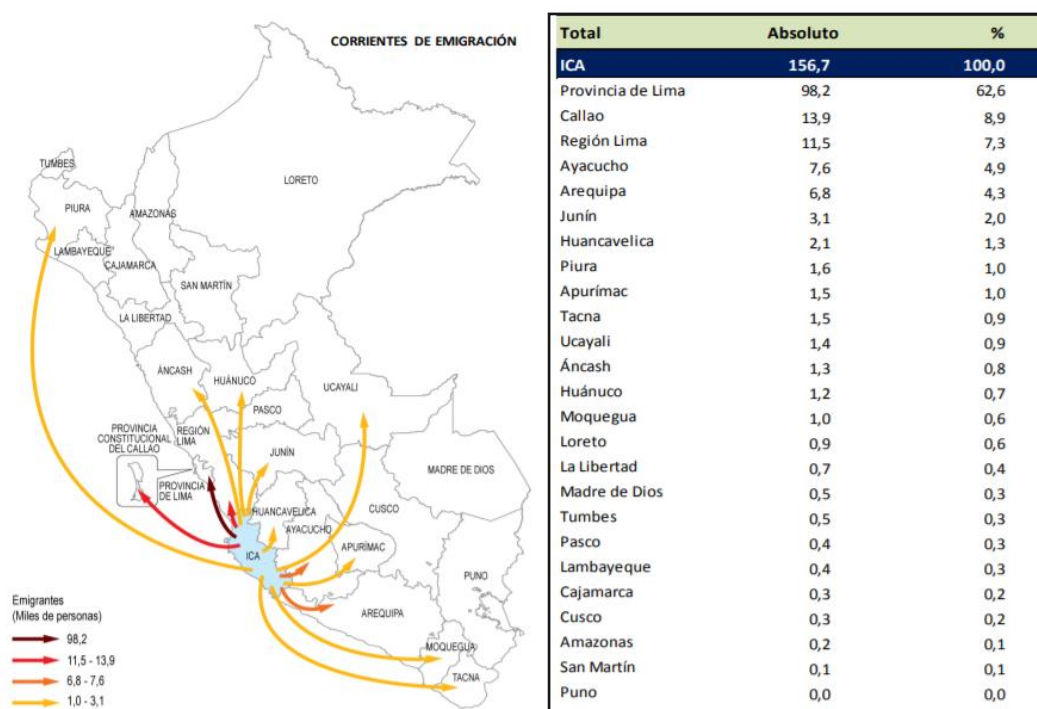 CORRIENTES DE EMIGRACIÓN
TUMBES
PIURA
LORETO
AMAZONAS
LAMBAYEQUE
CAJAMARCA
SAN MARTÍN
LA LIBERTAD
ÁNCASH
HUÁNUCO
UCAYALI
PASCO
PROVINCIA
CONSTITUCIONAL
DEL CALLAO
REGIÓN
LIMA
JUNÍN
PROVINCIA
DE LIMA
MADRE DE DIOS
HUANCAVELICA
CUSCO
AYACUCHO
APURÍMAC
ICA
PUNO
AREQUIPA
MOQUEGUA
TACNA
Emigrantes
(Miles de personas)
98,2
11,5 - 13,9
6,8 - 7,6
1,0 - 3,1
Total Absoluto %
ICA 156,7 100,0
Provincia de Lima 98,2 62,6
Callao 13,9 8,9
Región Lima 11,5 7,3
Ayacucho 7,6 4,9
Arequipa 6,8 4,3
Junín 3,1 2,0
Huancavelica 2,1 1,3
Piura 1,6 1,0
Apurímac 1,5 1,0
Tacna 1,5 0,9
Ucayali 1,4 0,9
Áncash 1,3 0,8
Huánuco 1,2 0,7
Moquegua 1,0 0,6
Loreto 0,9 0,6
La Libertad 0,7 0,4
Madre de Dios 0,5 0,3
Tumbes 0,5 0,3
Pasco 0,4 0,3
Lambayeque 0,4 0,3
Cajamarca 0,3 0,2
Cusco 0,3 0,2
Amazonas 0,2 0,1
San Martín 0,1 0,1
Puno 0,0 0,0